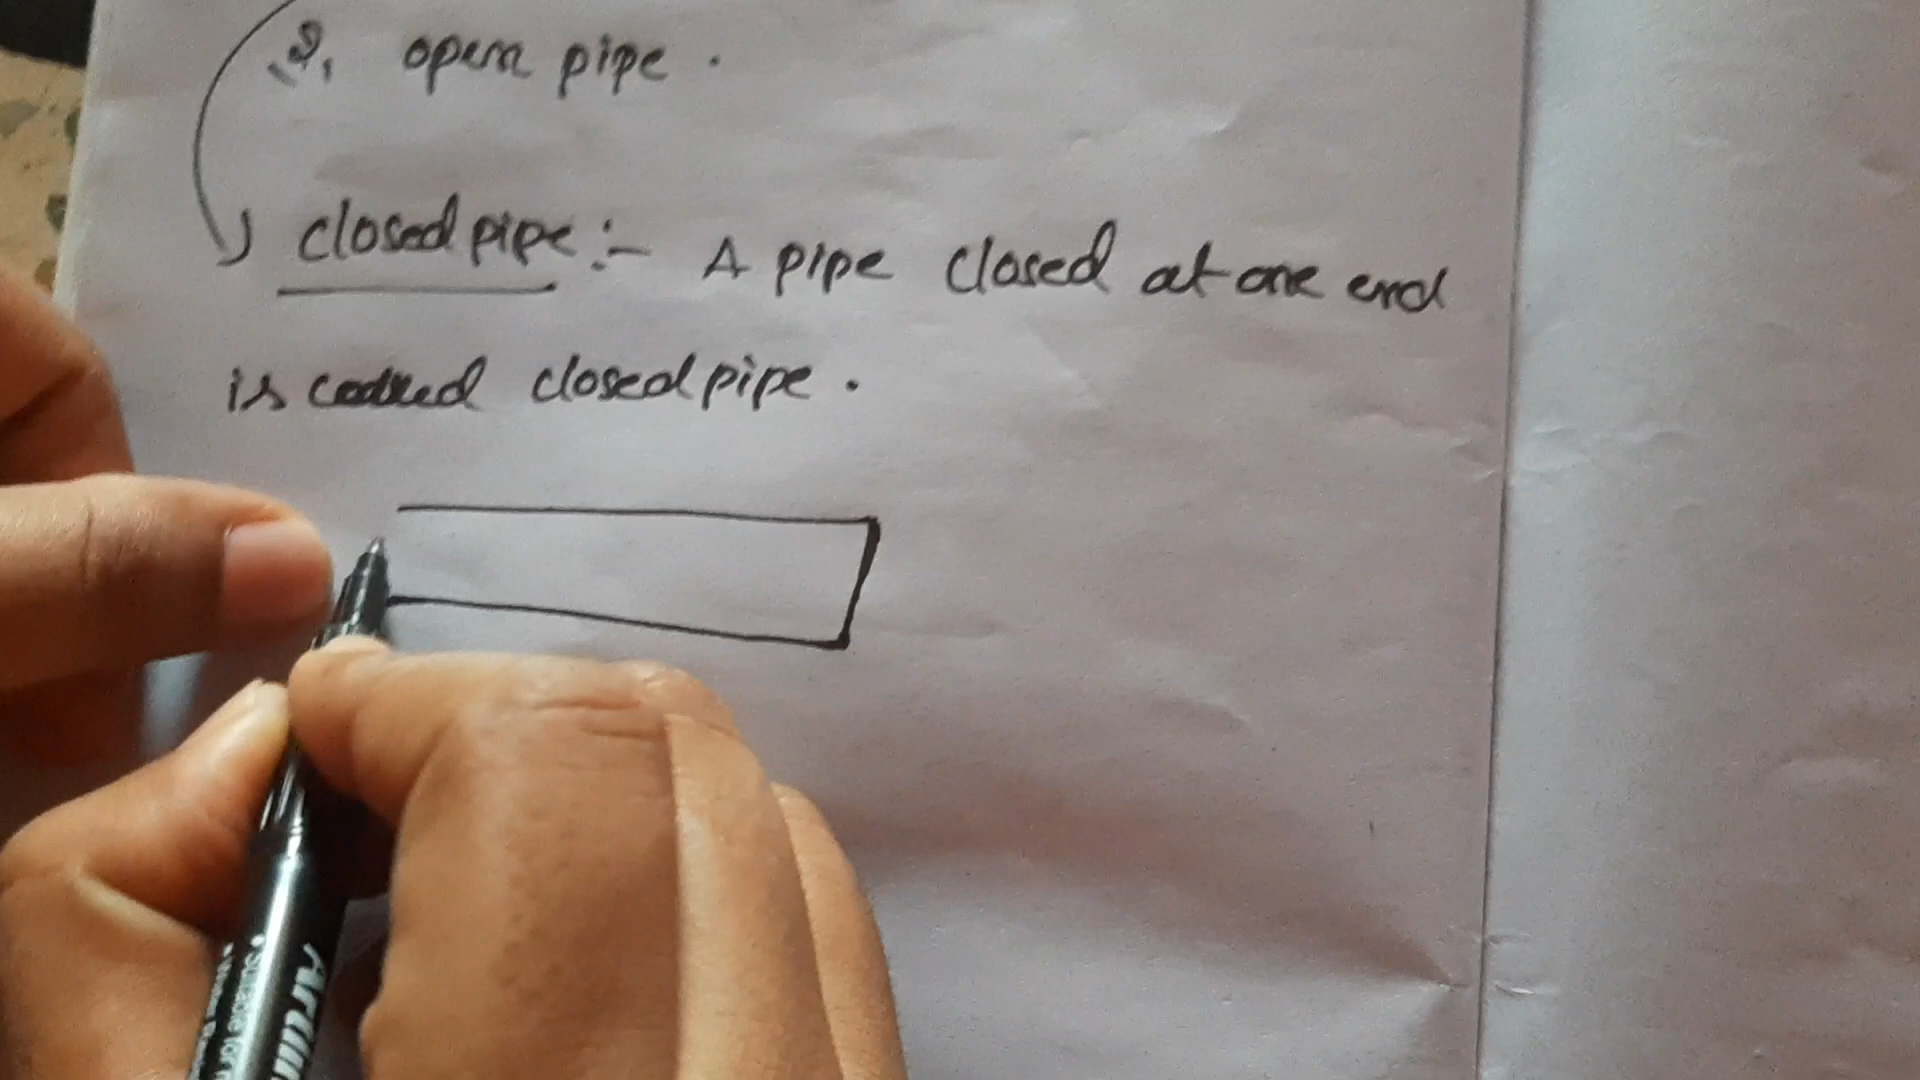 2, open pipe .
closed pipe :- A pipe closed at one end
is called closed pipe .